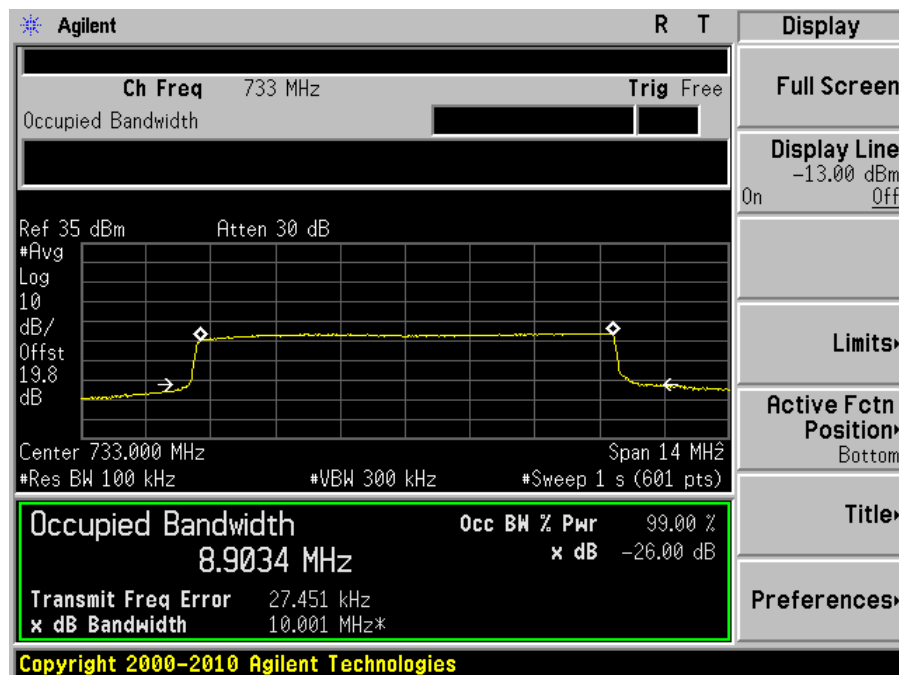 Agilent R T Display
Ch Freq 733 MHz Trig Free
Occupied Bandwidth
Full Screen
Display Line
-13.00 dBm
On Off
Ref 35 dBm Atten 30 dB
#Avg
Log
10
dB/
Offst
19.8
dB
Limits
Active Fctn
Position
Bottom
Center 733.000 MHz Span 14 MHz
#Res BW 100 kHz #VBW 300 kHz #Sweep 1 s (601 pts)
Title
Occupied Bandwidth
8.9034 MHz
Occ BW % Pwr 99.00 %
x dB -26.00 dB
Transmit Freq Error 27.451 kHz
x dB Bandwidth 10.001 MHz*
Preferences
Copyright 2000-2010 Agilent Technologies